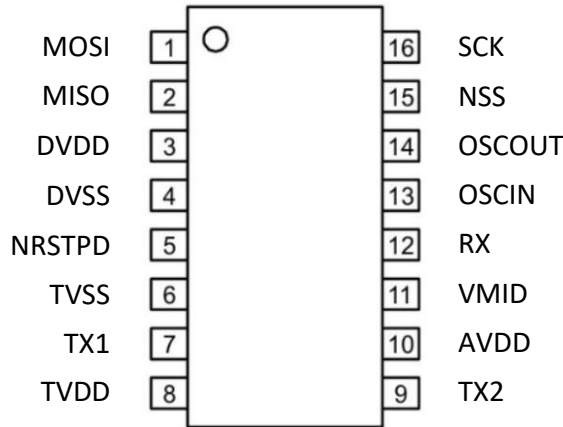 MOSI 1 16 SCK
MISO 2 15 NSS
DVDD 3 14 OSCOUT
DVSS 4 13 OSCIN
NRSTPD 5 12 RX
TVSS 6 11 VMID
TX1 7 10 AVDD
TVDD 8 9 TX2